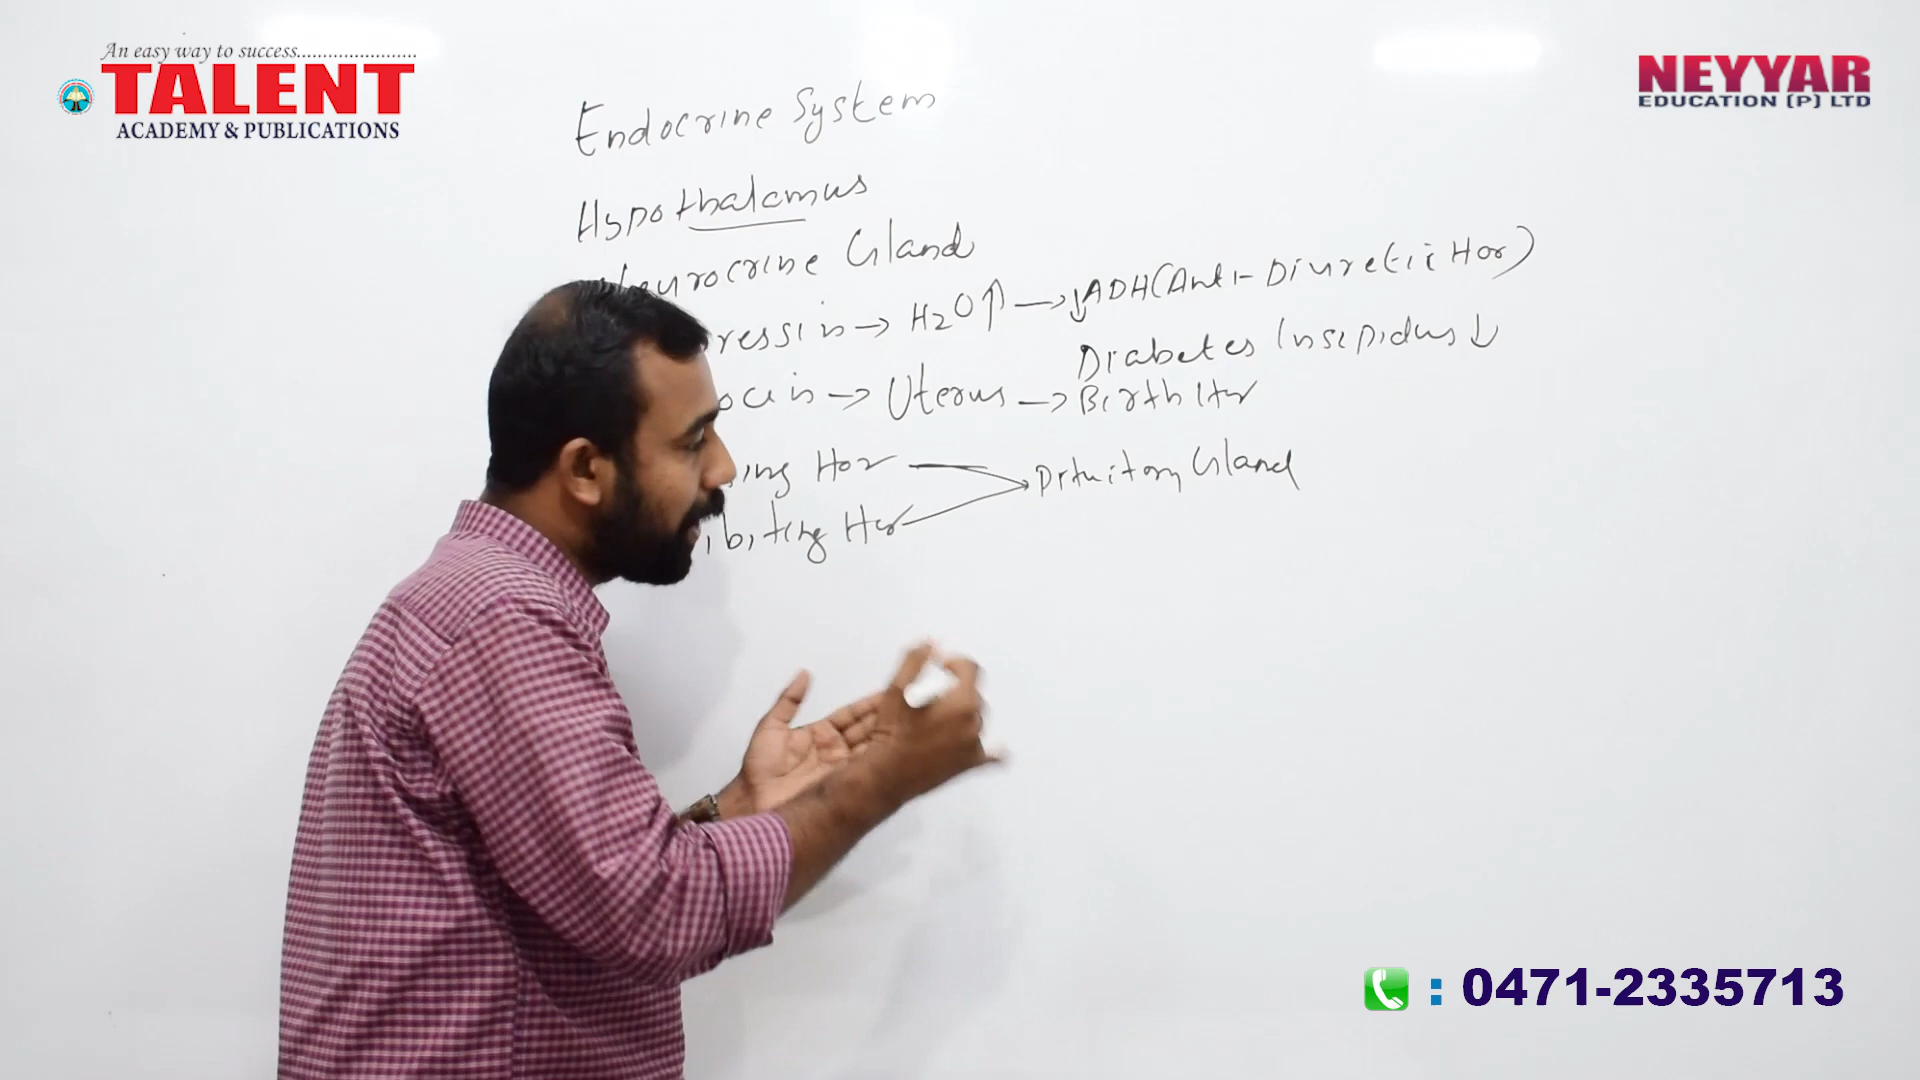 An easy way to success........................
TALENT
ACADEMY & PUBLICATIONS
NEYYAR
EDUCATION (P) LTD
Endocrine System
Hypothalamus
Neurocrine Gland
ressin → H2O↑ → ↓ADH(Anti-Diuretic Hor)
Diabetes Insipidus ↓
ocin → Uterus → Birth Hor
ing Hor
Pituitary Gland
ibiting Hor
: 0471-2335713